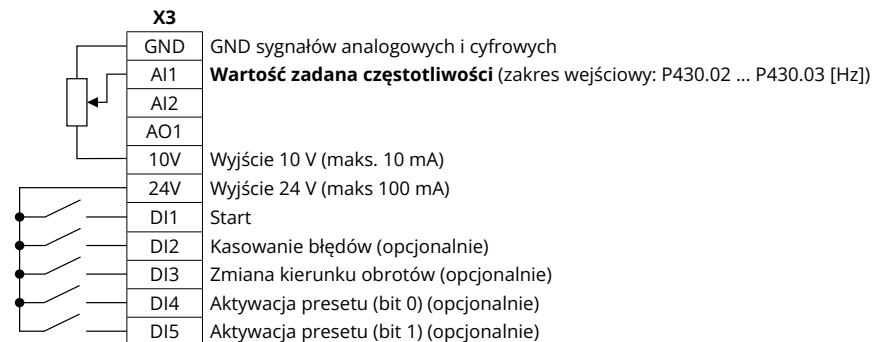 X3
GND GND sygnałów analogowych i cyfrowych
AI1 Wartość zadana częstotliwości (zakres wejściowy: P430.02 ... P430.03 [Hz])
AI2
AO1
10V Wyjście 10 V (maks. 10 mA)
24V Wyjście 24 V (maks 100 mA)
DI1 Start
DI2 Kasowanie błędów (opcjonalnie)
DI3 Zmiana kierunku obrotów (opcjonalnie)
DI4 Aktywacja presetu (bit 0) (opcjonalnie)
DI5 Aktywacja presetu (bit 1) (opcjonalnie)